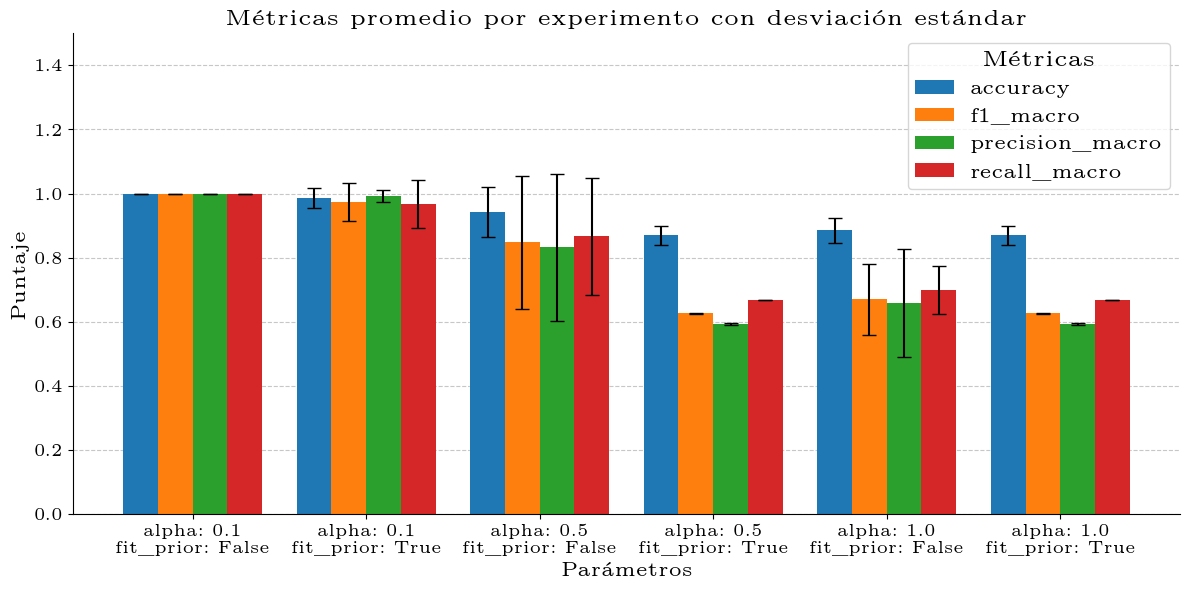 Métricas promedio por experimento con desviación estándar
Métricas
accuracy
f1_macro
precision_macro
recall_macro
Puntaje
1.4
1.2
1.0
0.8
0.6
0.4
0.2
0.0
alpha: 0.1
fit_prior: False
alpha: 0.1
fit_prior: True
alpha: 0.5
fit_prior: False
alpha: 0.5
fit_prior: True
alpha: 1.0
fit_prior: False
alpha: 1.0
fit_prior: True
Parámetros